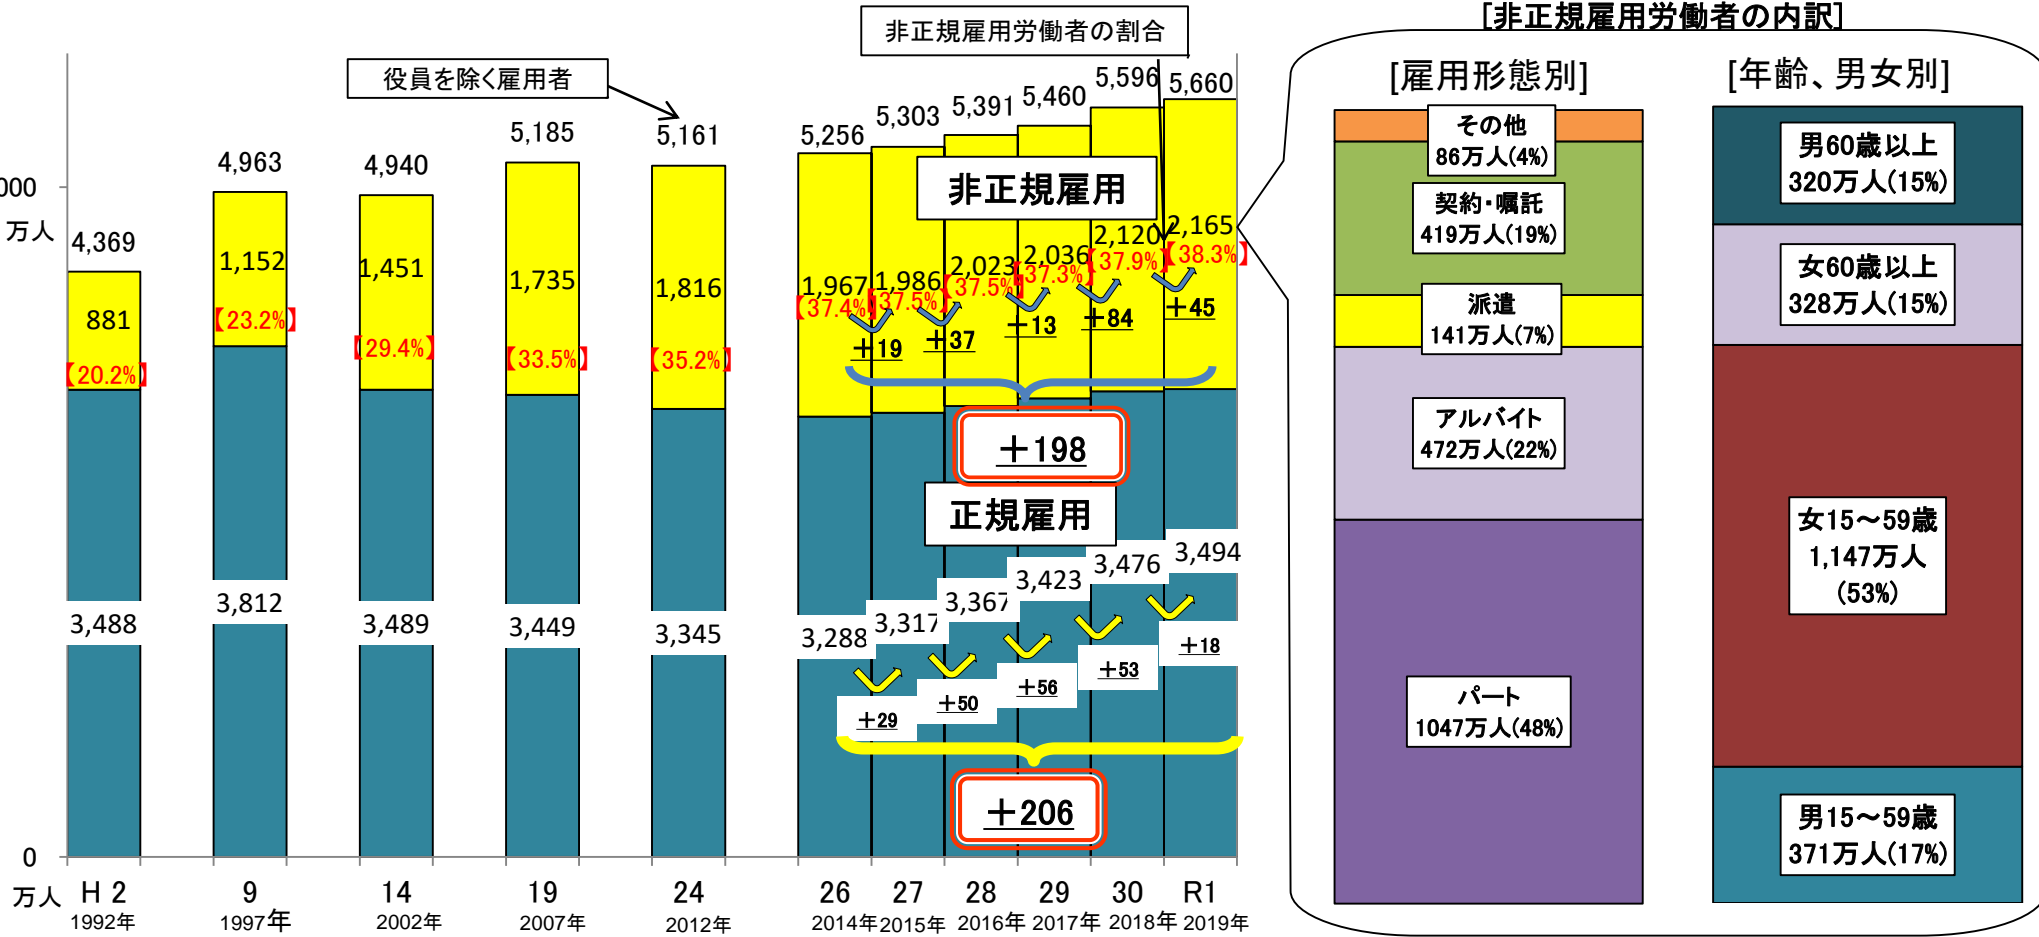 非正規雇用労働者の割合
役員を除く雇用者
000
万人
0
万人
4,369
881
【20.2%】
3,488
4,963
1,152
【23.2%】
3,812
4,940
1,451
【29.4%】
3,489
5,185
1,735
【33.5%】
3,449
5,161
1,816
【35.2%】
3,345
5,256
5,303
5,391
5,460
5,596
5,660
非正規雇用
1,967
1,986
2,023
2,036
2,120
2,165
【37.4%】
【37.5%】
【37.5%】
【37.3%】
【37.9%】
【38.3%】
+19
+37
+13
+84
+45
+198
正規雇用
3,288
3,317
3,367
3,423
3,476
3,494
+29
+50
+56
+53
+18
+206
H 2
9
14
19
24
26
27
28
29
30
R1
1992年
1997年
2002年
2007年
2012年
2014年
2015年
2016年
2017年
2018年
2019年
[非正規雇用労働者の内訳]
[雇用形態別]
その他
86万人(4%)
契約・嘱託
419万人(19%)
派遣
141万人(7%)
アルバイト
472万人(22%)
パート
1047万人(48%)
[年齢、男女別]
男60歳以上
320万人(15%)
女60歳以上
328万人(15%)
女15～59歳
1,147万人
(53%)
男15～59歳
371万人(17%)